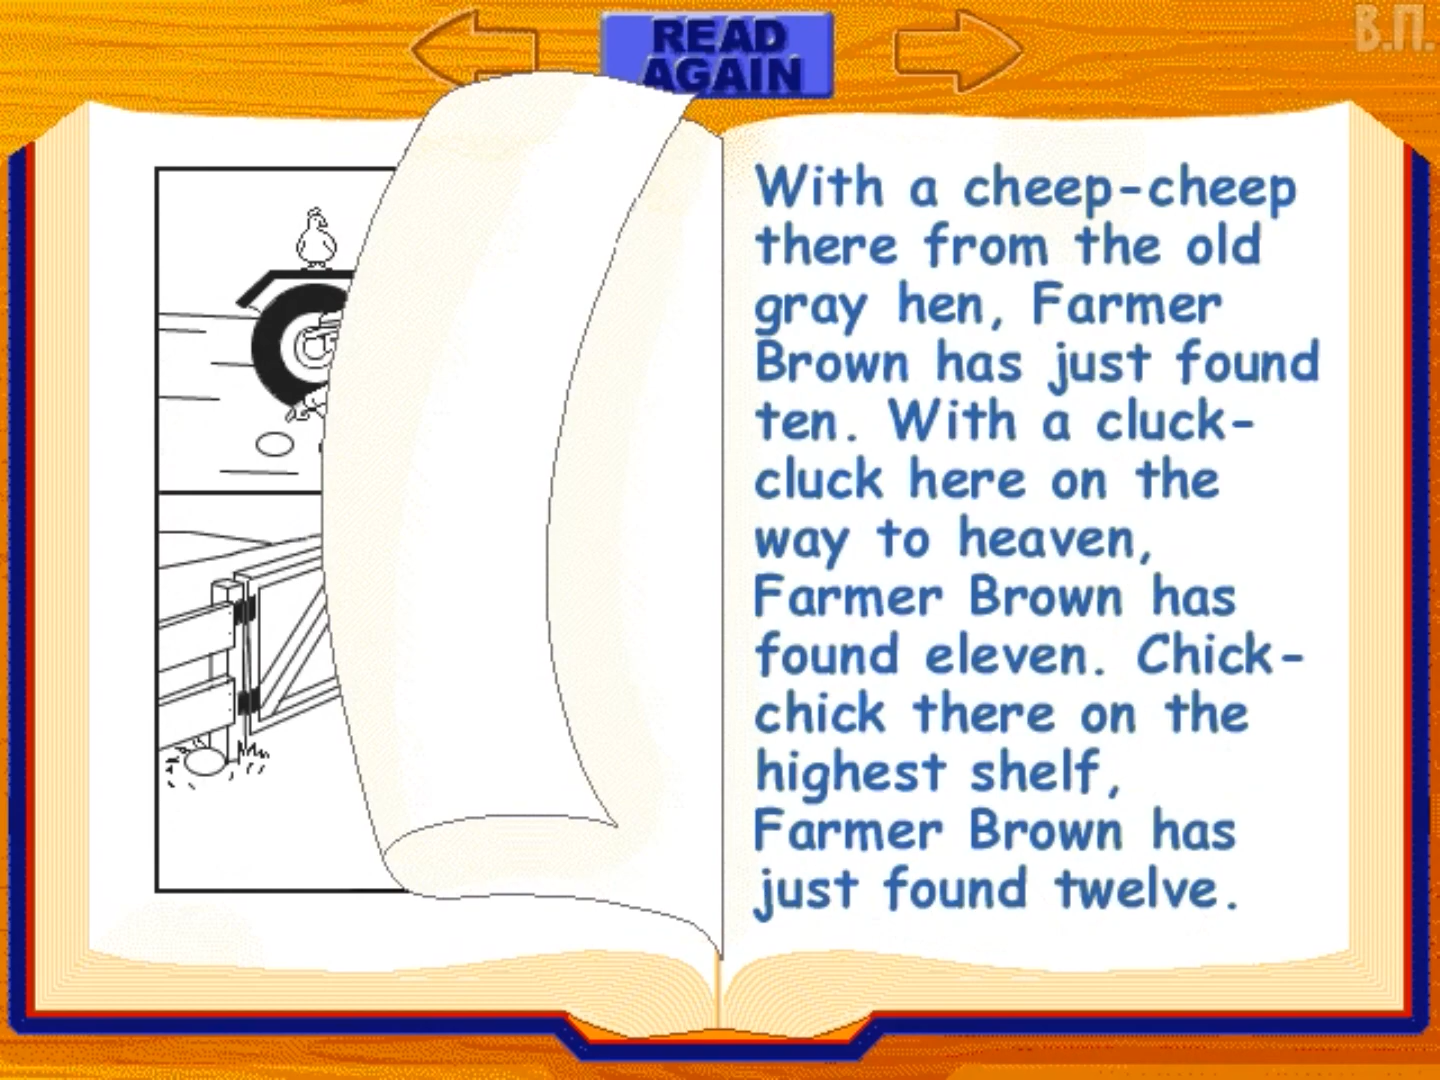 READ
AGAIN
В.П.
With a cheep-cheep
there from the old
gray hen, Farmer
Brown has just found
ten. With a cluck-
cluck here on the
way to heaven,
Farmer Brown has
found eleven. Chick-
chick there on the
highest shelf,
Farmer Brown has
just found twelve.